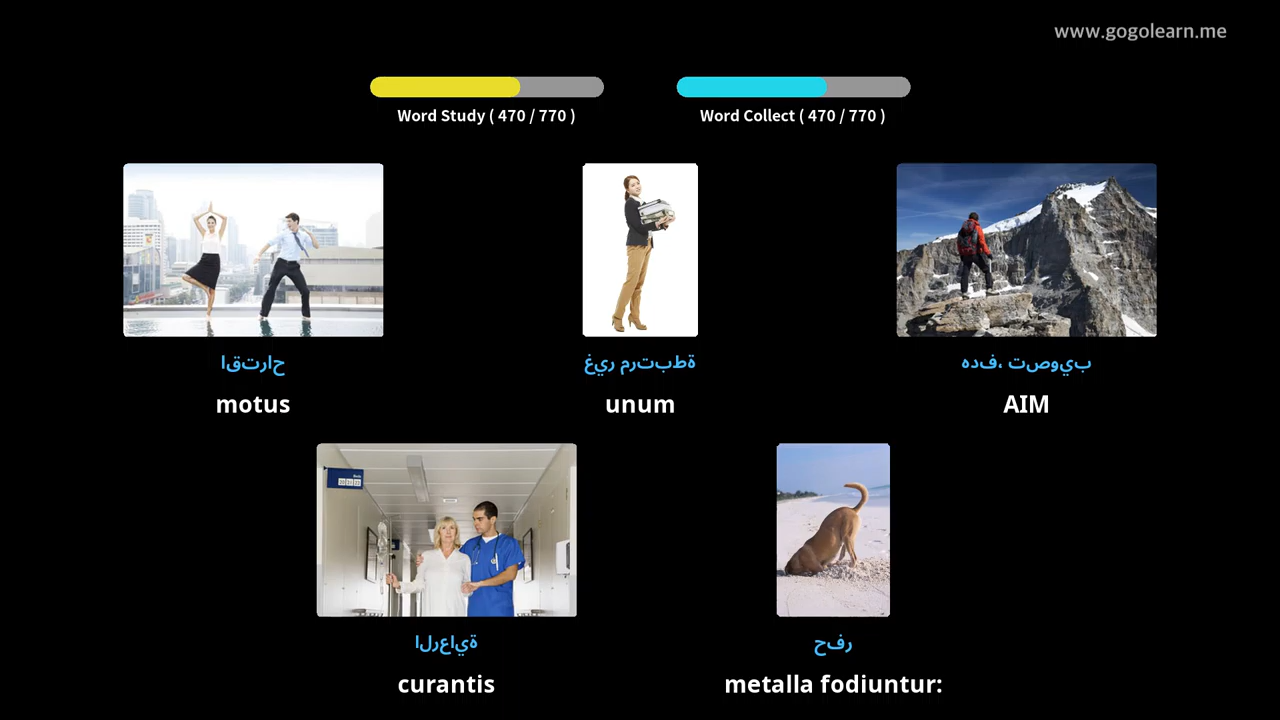 www.gogolearn.me
Word Study ( 470 / 770 )
Word Collect ( 470 / 770 )
اقتراح
غير مرتبطة
هدف، تصويب
motus
unum
AIM
الرعاية
حفر
curantis
metalla fodiuntur: